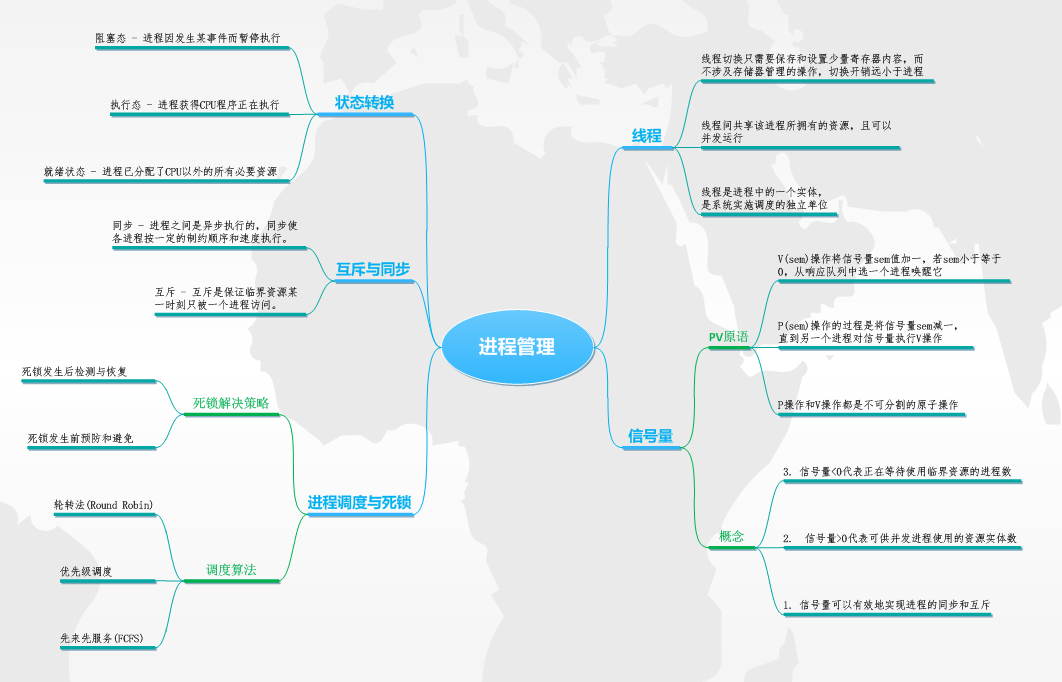 进程管理
状态转换
阻塞态 - 进程因发生某事件而暂停执行
执行态 - 进程获得CPU程序正在执行
就绪状态 - 进程已分配了CPU以外的所有必要资源
互斥与同步
同步 - 进程之间是异步执行的，同步使
各进程按一定的制约顺序和速度执行。
互斥 - 互斥是保证临界资源某
一时刻只被一个进程访问。
进程调度与死锁
死锁解决策略
死锁发生后检测与恢复
死锁发生前预防和避免
调度算法
轮转法(Round Robin)
优先级调度
先来先服务(FCFS)
线程
线程切换只需要保存和设置少量寄存器内容，而
不涉及存储器管理的操作，切换开销远小于进程
线程间共享该进程所拥有的资源，且可以
并发运行
线程是进程中的一个实体，
是系统实施调度的独立单位
信号量
PV原语
V(sem)操作将信号量sem值加一，若sem小于等于
0，从响应队列中选一个进程唤醒它
P(sem)操作的过程是将信号量sem减一，
直到另一个进程对信号量执行V操作
P操作和V操作都是不可分割的原子操作
概念
3. 信号量<0代表正在等待使用临界资源的进程数
2. 信号量>0代表可供并发进程使用的资源实体数
1. 信号量可以有效地实现进程的同步和互斥